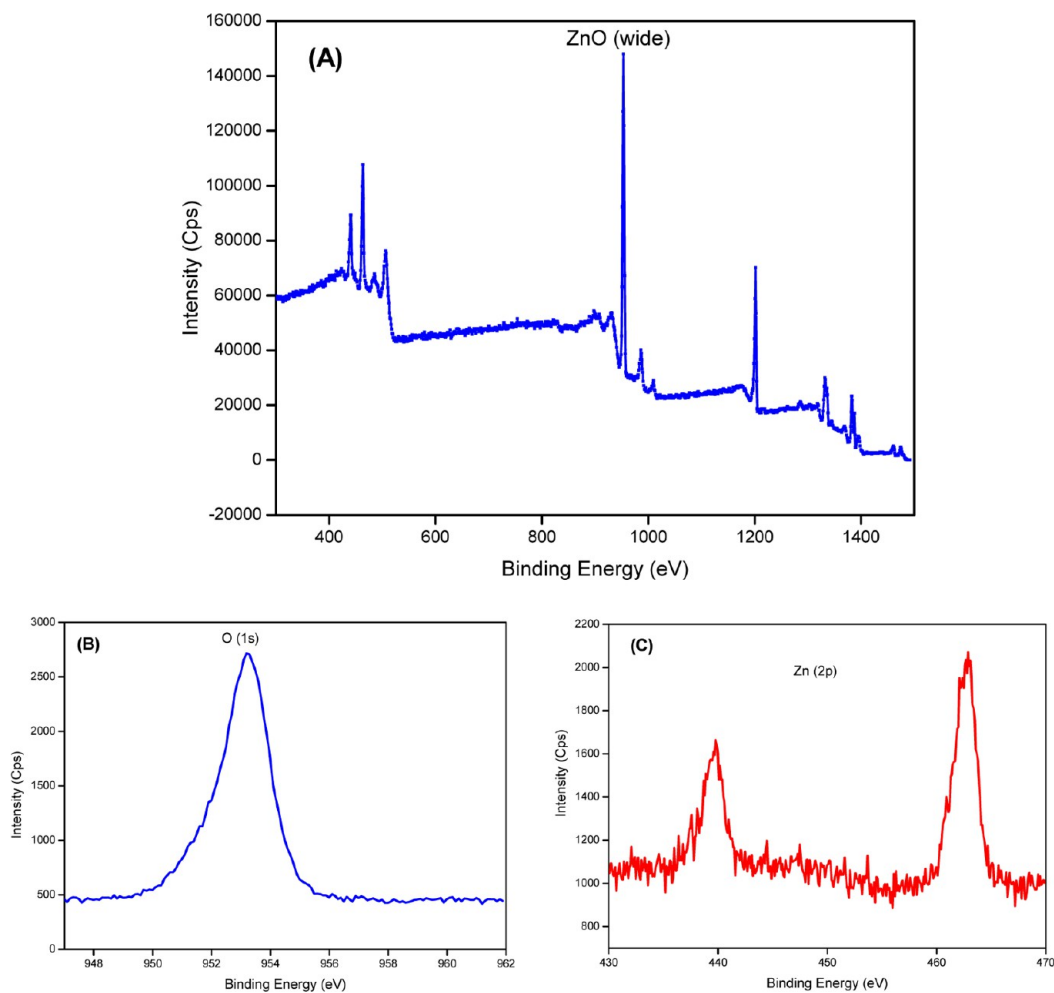 ZnO (wide)
(A)
160000
140000
120000
100000
80000
60000
40000
20000
0
-20000
Intensity (Cps)
400 600 800 1000 1200 1400
Binding Energy (eV)
(B)
O (1s)
3000
2500
2000
1500
1000
500
0
Intensity (Cps)
948 950 952 954 956 958 960 962
Binding Energy (eV)
(C)
Zn (2p)
2200
2000
1800
1600
1400
1200
1000
800
Intensity (Cps)
430 440 450 460 470
Binding Energy (eV)